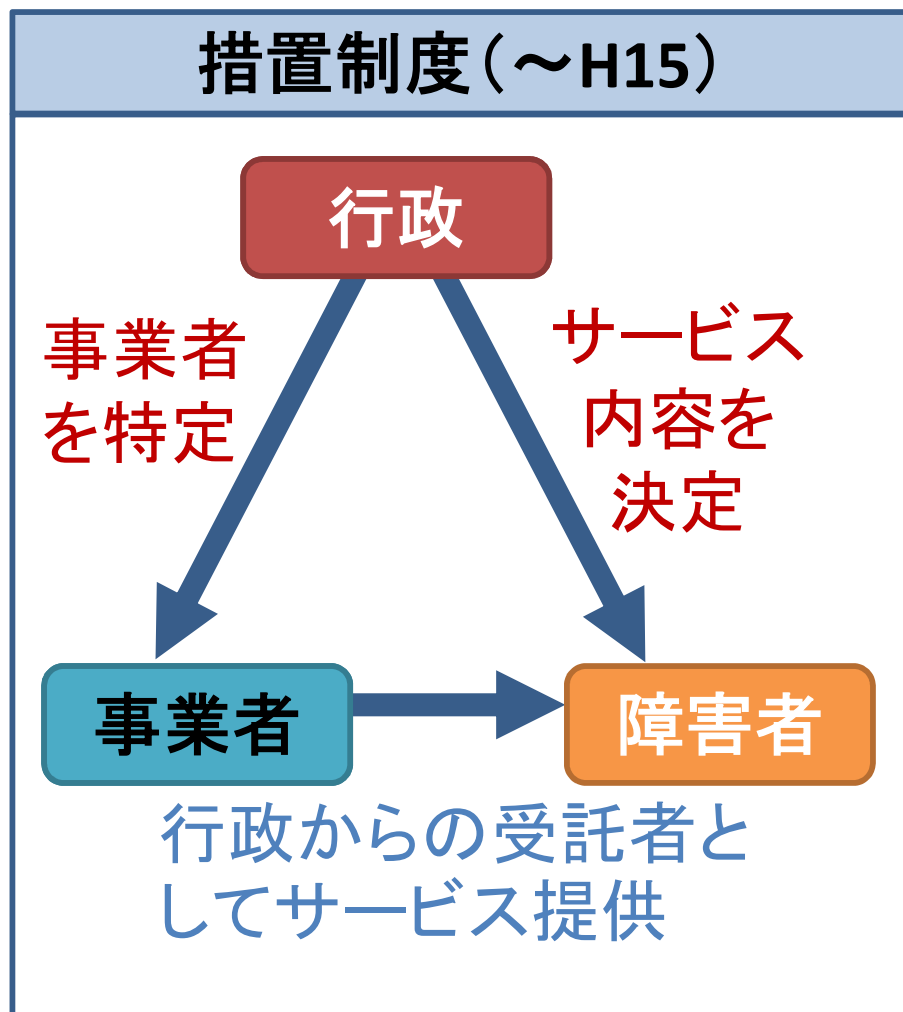 措置制度（～H15）
行政
事業者
を特定
サービス
内容を
決定
事業者
障害者
行政からの受託者と
してサービス提供